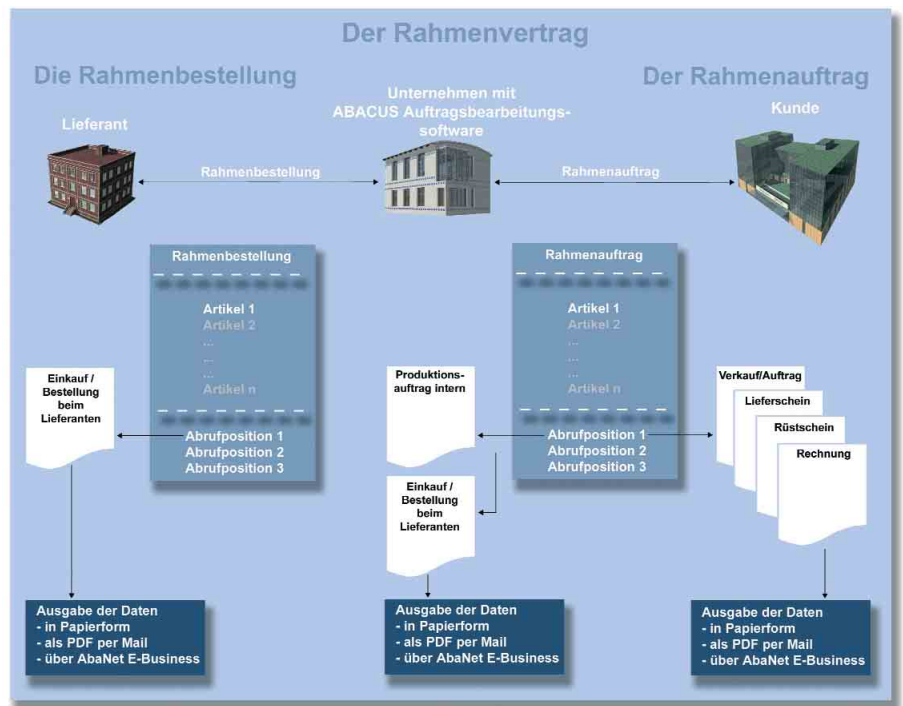 Der Rahmenvertrag
Die Rahmenbestellung
Der Rahmenauftrag
Lieferant
Unternehmen mit
ABACUS Auftragsbearbeitungs-
software
Kunde
Rahmenbestellung
Rahmenauftrag
Rahmenbestellung
Artikel 1
Artikel 2
...
...
...
Artikel n
Abrufposition 1
Abrufposition 2
Abrufposition 3
Einkauf /
Bestellung
beim
Lieferanten
Rahmenauftrag
Artikel 1
Artikel 2
...
...
...
Artikel n
Abrufposition 1
Abrufposition 2
Abrufposition 3
Produktions-
auftrag intern
Einkauf /
Bestellung
beim
Lieferanten
Verkauf/Auftrag
Lieferschein
Rüstschein
Rechnung
Ausgabe der Daten
- in Papierform
- als PDF per Mail
- über AbaNet E-Business
Ausgabe der Daten
- in Papierform
- als PDF per Mail
- über AbaNet E-Business
Ausgabe der Daten
- in Papierform
- als PDF per Mail
- über AbaNet E-Business